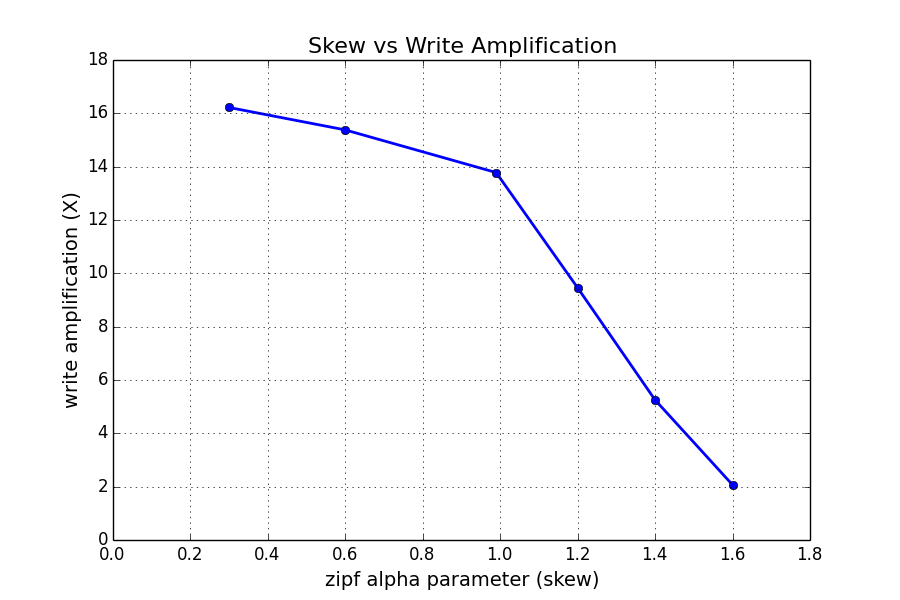 Skew vs Write Amplification
18
16
14
12
10
8
6
4
2
0
write amplification (X)
0.0 0.2 0.4 0.6 0.8 1.0 1.2 1.4 1.6 1.8
zipf alpha parameter (skew)